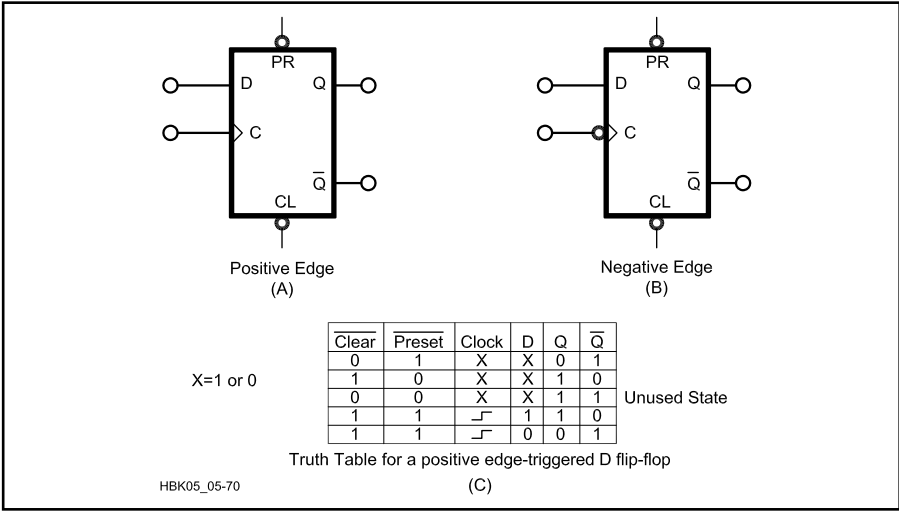 PR PR
D Q D Q
C C
Q̅ Q̅
CL CL
Positive Edge Negative Edge
(A) (B)
C̅l̅e̅a̅r̅ P̅r̅e̅s̅e̅t̅ Clock D Q Q̅
0 1 X X 0 1
X=1 or 0 1 0 X X 1 0
0 0 X X 1 1 Unused State
1 1 1 1 0
1 1 0 0 1
Truth Table for a positive edge-triggered D flip-flop
HBK05_05-70 (C)